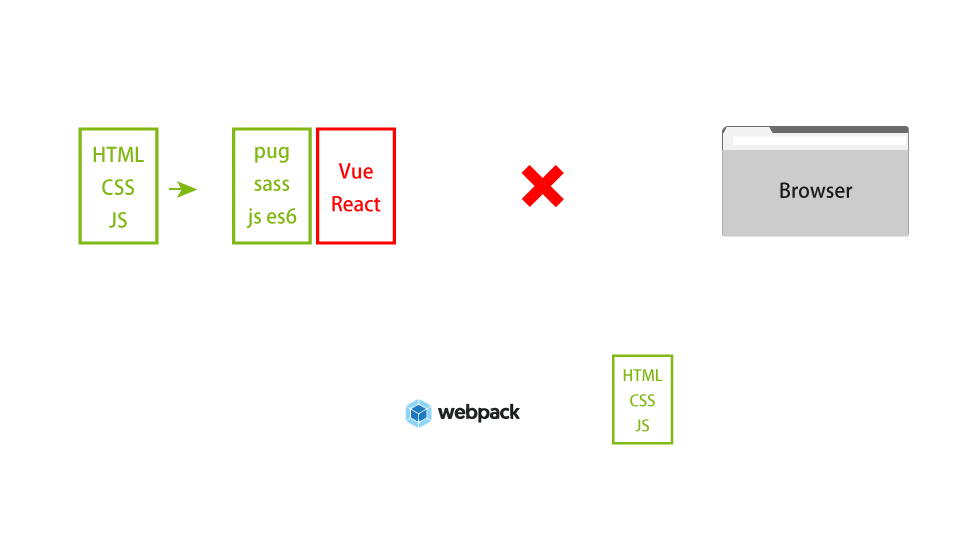 HTML
CSS
JS
pug
sass
js es6
Vue
React
Browser
webpack
HTML
CSS
JS